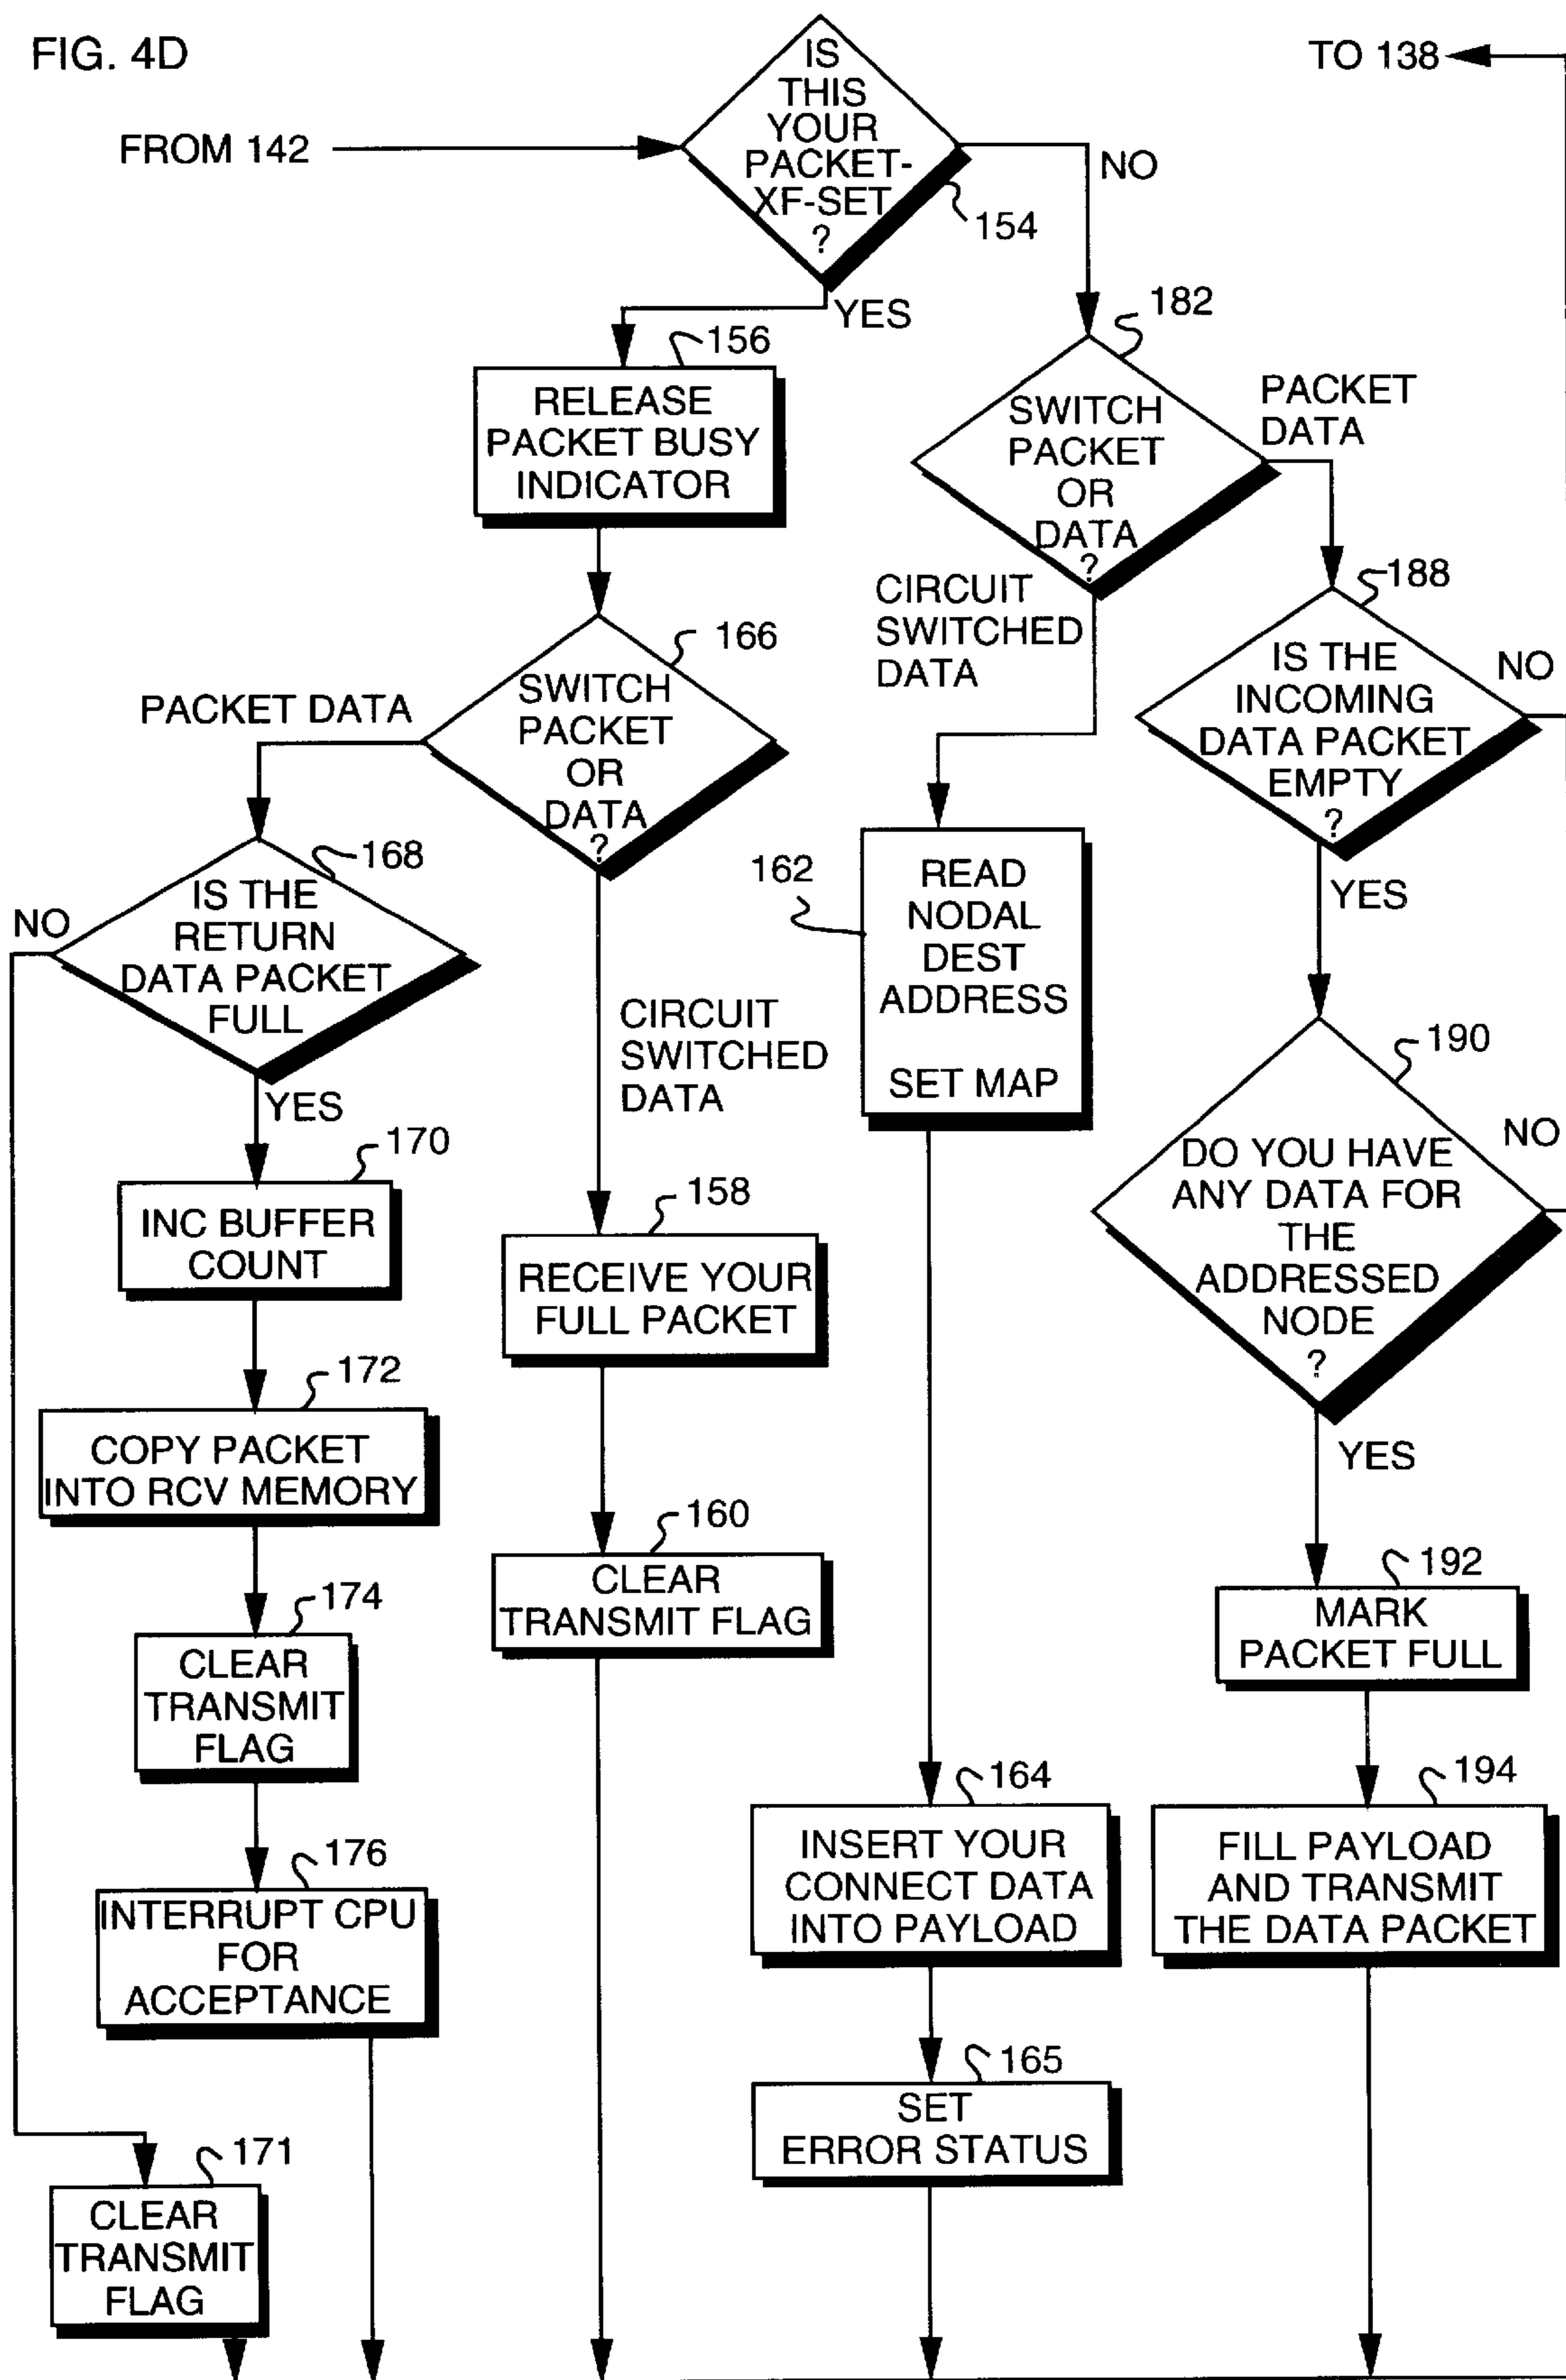 FIG. 4D
TO 138
FROM 142
IS
THIS
YOUR
PACKET-
XF-SET
?
154
NO
YES
156
RELEASE
PACKET BUSY
INDICATOR
182
SWITCH
PACKET
OR
DATA
?
PACKET
DATA
CIRCUIT
SWITCHED
DATA
166
SWITCH
PACKET
OR
DATA
?
PACKET DATA
188
IS THE
INCOMING
DATA PACKET
EMPTY
?
NO
YES
168
IS THE
RETURN
DATA PACKET
FULL
NO
YES
CIRCUIT
SWITCHED
DATA
162
READ
NODAL
DEST
ADDRESS
SET MAP
190
DO YOU HAVE
ANY DATA FOR
THE
ADDRESSED
NODE
?
NO
YES
170
INC BUFFER
COUNT
158
RECEIVE YOUR
FULL PACKET
172
COPY PACKET
INTO RCV MEMORY
160
CLEAR
TRANSMIT FLAG
192
MARK
PACKET FULL
174
CLEAR
TRANSMIT
FLAG
164
INSERT YOUR
CONNECT DATA
INTO PAYLOAD
194
FILL PAYLOAD
AND TRANSMIT
THE DATA PACKET
176
INTERRUPT CPU
FOR
ACCEPTANCE
165
SET
ERROR STATUS
171
CLEAR
TRANSMIT
FLAG